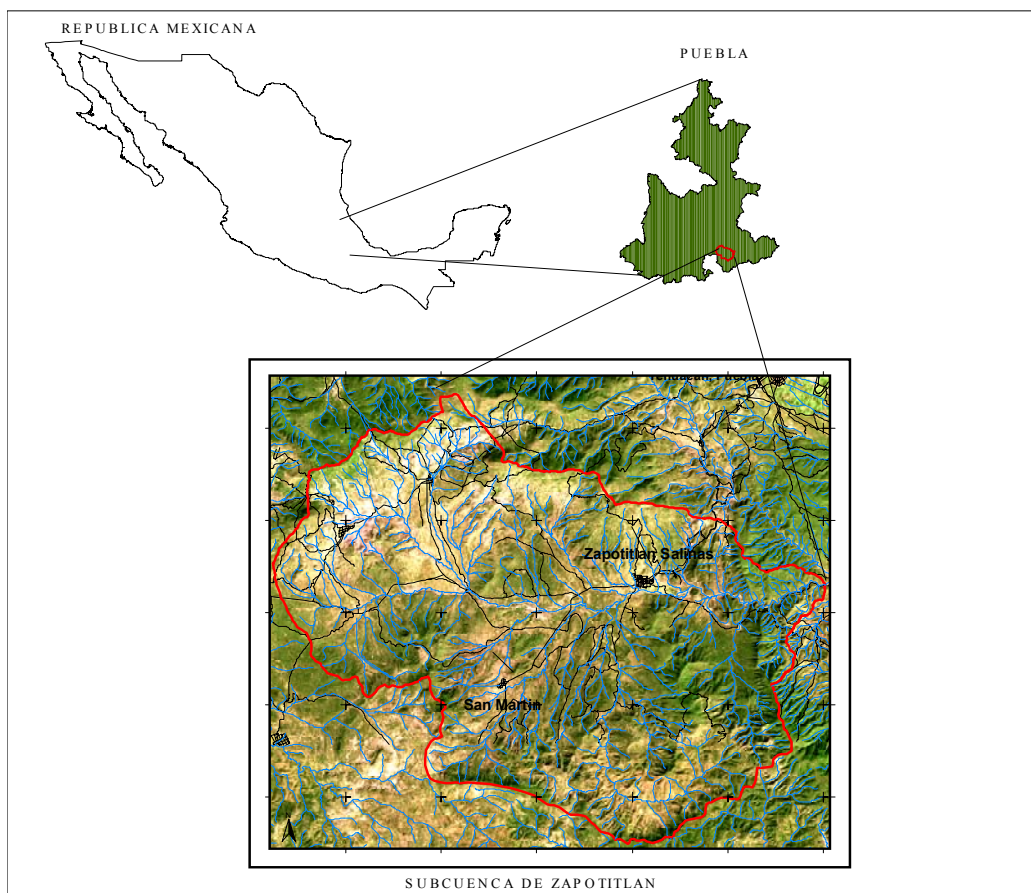 REPUBLICA MEXICANA
PUEBLA
Zapotitlan Salinas
San Martin
SUBCUENCA DE ZAPOTITLAN